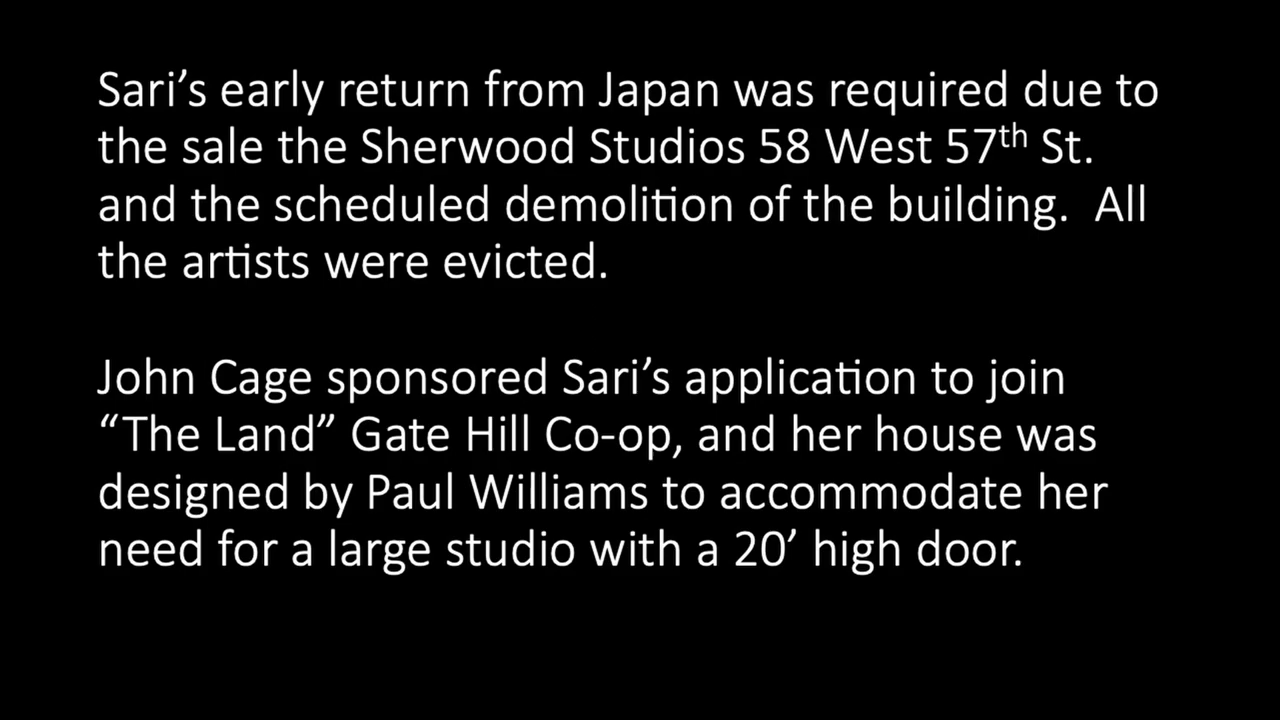 Sari’s early return from Japan was required due to
the sale the Sherwood Studios 58 West 57th St.
and the scheduled demolition of the building.  All
the artists were evicted.
John Cage sponsored Sari’s application to join
“The Land” Gate Hill Co-op, and her house was
designed by Paul Williams to accommodate her
need for a large studio with a 20’ high door.